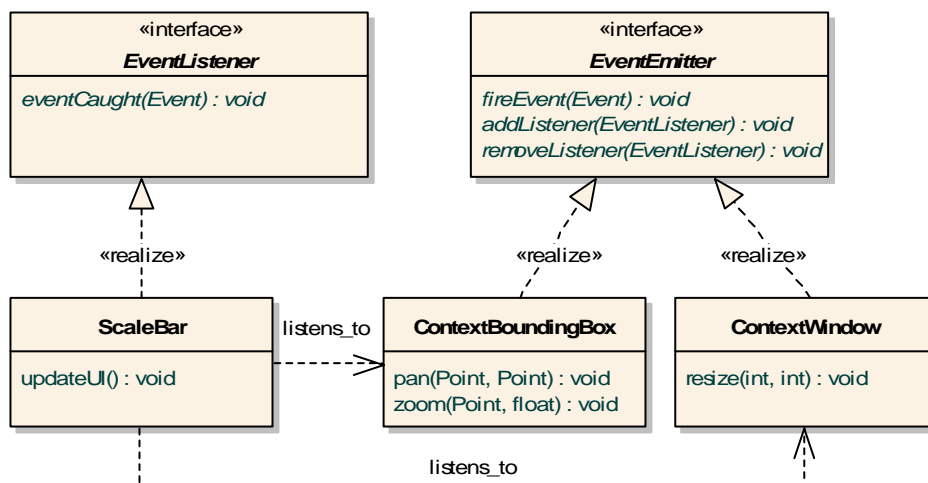 «interface»
EventListener
eventCaught(Event) : void
«interface»
EventEmitter
fireEvent(Event) : void
addListener(EventListener) : void
removeListener(EventListener) : void
«realize»
«realize»
«realize»
ScaleBar
updateUI() : void
listens_to
ContextBoundingBox
pan(Point, Point) : void
zoom(Point, float) : void
ContextWindow
resize(int, int) : void
listens_to